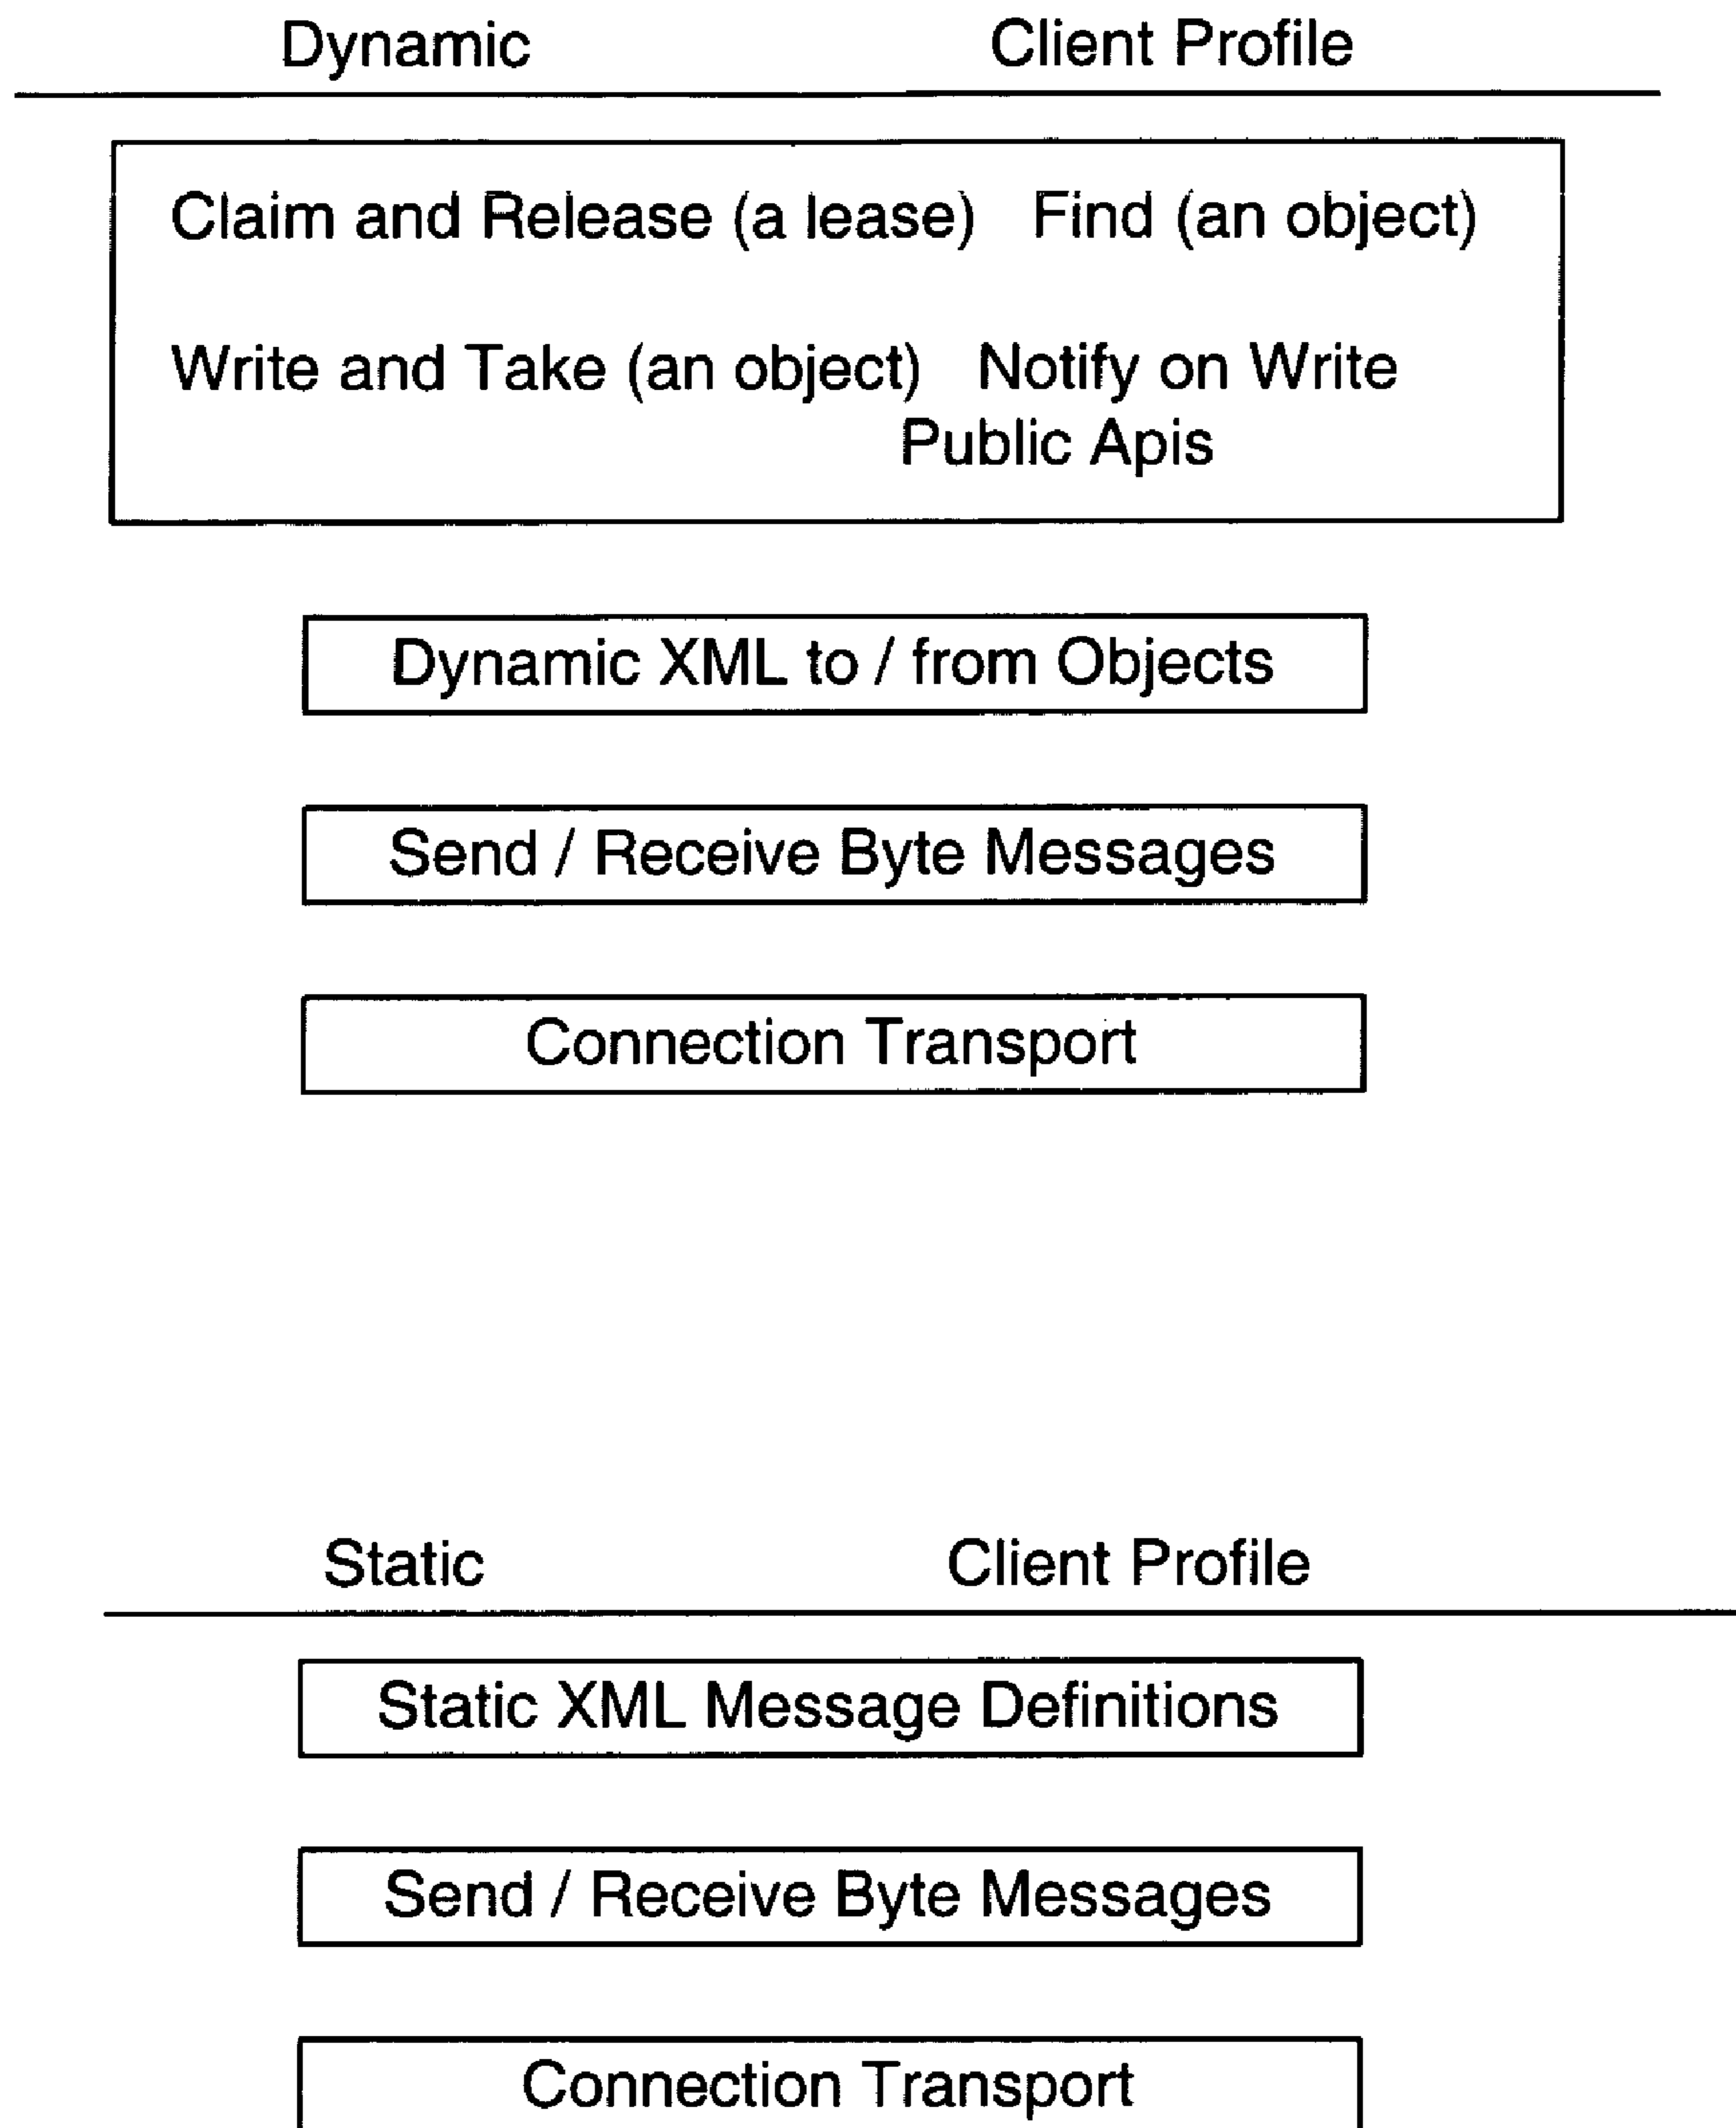 Dynamic Client Profile
Claim and Release (a lease) Find (an object)
Write and Take (an object) Notify on Write
Public Apis
Dynamic XML to / from Objects
Send / Receive Byte Messages
Connection Transport
Static Client Profile
Static XML Message Definitions
Send / Receive Byte Messages
Connection Transport